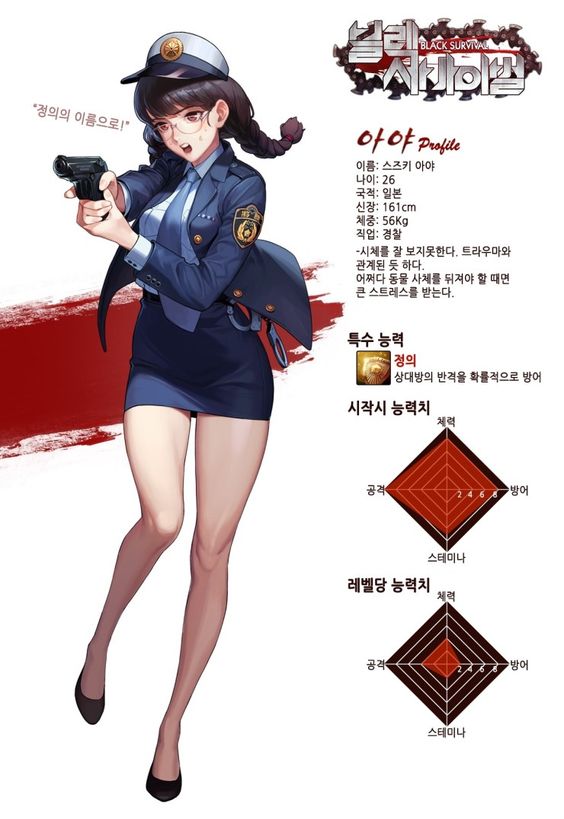 블랙
BLACK SURVIVAL
서바이벌
"정의의 이름으로!"
아야 Profile
이름: 스즈키 아야
나이: 26
국적: 일본
신장: 161cm
체중: 56Kg
직업: 경찰
-시체를 잘 보지못한다. 트라우마와
관계된 듯 하다.
어쩌다 동물 사체를 뒤져야 할 때면
큰 스트레스를 받는다.
특수 능력
정의
상대방의 반격을 확률적으로 방어
시작시 능력치
체력
공격
2 4 6 8
방어
스테미나
레벨당 능력치
체력
공격
2 4 6 8
방어
스테미나